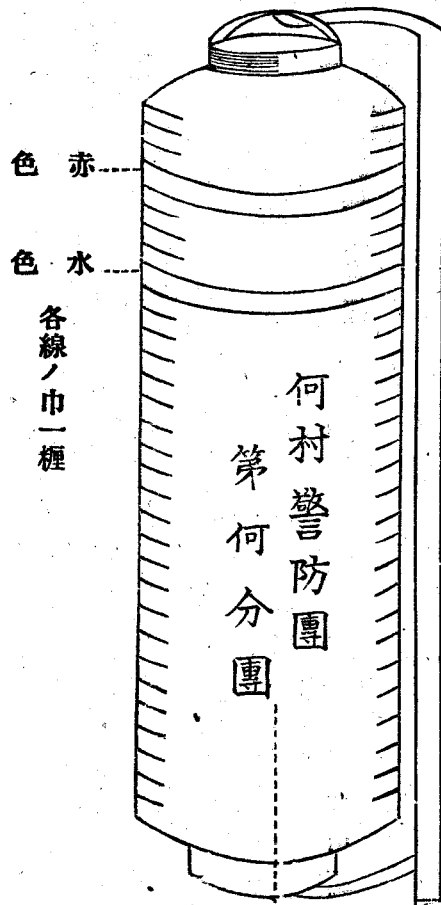 赤色
水色
各線ノ巾一糎
何村警防團
第何分團